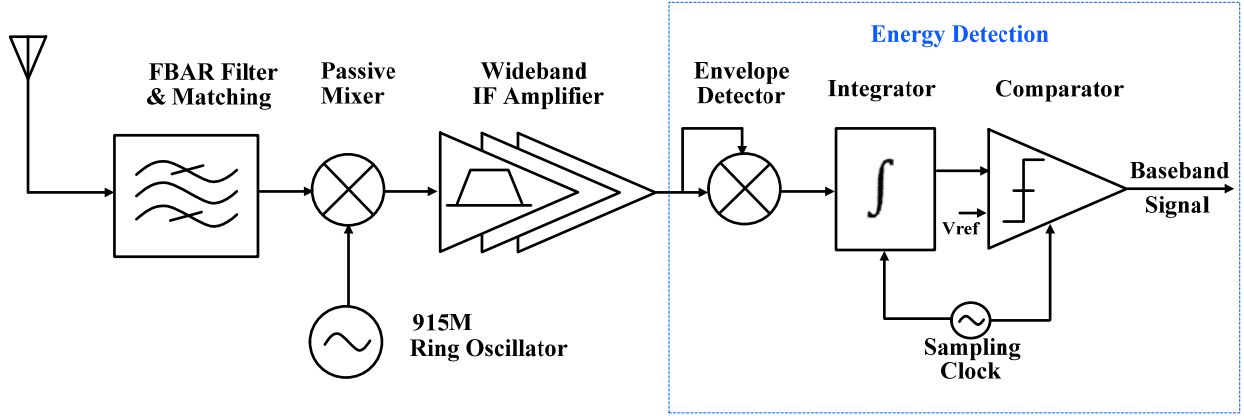 Energy Detection
FBAR Filter
& Matching
Passive
Mixer
Wideband
IF Amplifier
Envelope
Detector
Integrator
Comparator
Baseband
Signal
Vref
915M
Ring Oscillator
Sampling
Clock